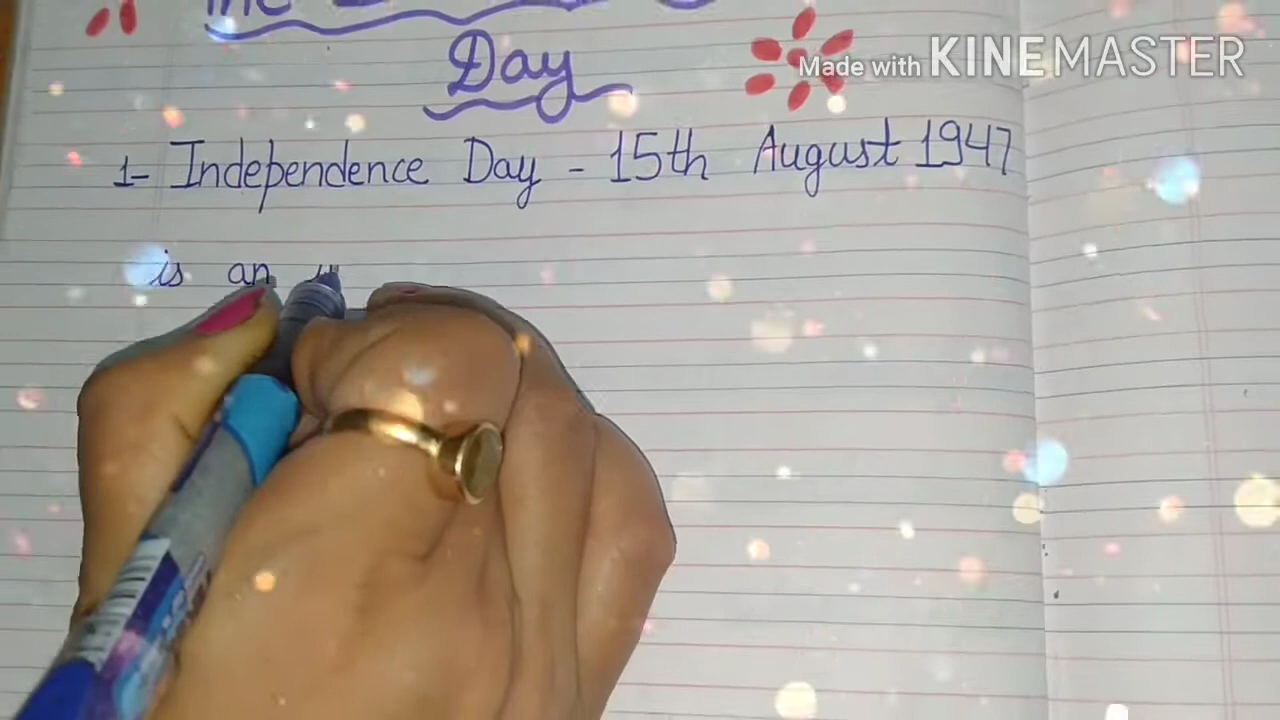 Day
Made with KINEMASTER
1- Independence Day - 15th August 1947
is an